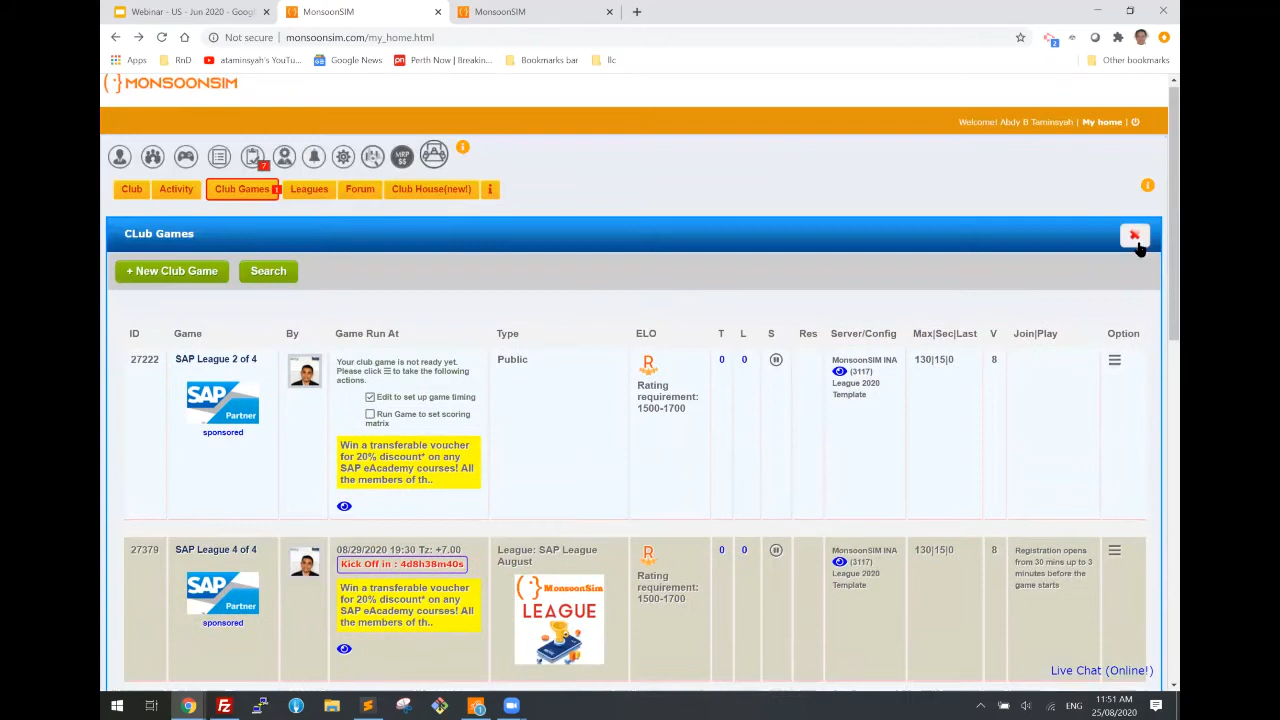 Webinar - US - Jun 2020 - Googl
MonsoonSIM
MonsoonSIM
Not secure | monsoonsim.com/my_home.html
2
Apps
RnD
ataminsyah's YouTu...
Google News
Perth Now | Breakin...
Bookmarks bar
llc
Other bookmarks
MONSOONSIM
Welcome! Abdy B Taminsyah | My home |
7
MRP $$
Club
Activity
Club Games
1
Leagues
Forum
Club House(new!)
CLub Games
+ New Club Game
Search
ID
Game
By
Game Run At
Type
ELO
T
L
S
Res
Server/Config
Max|Sec|Last
V
Join|Play
Option
27222
SAP League 2 of 4
SAP
Partner
sponsored
Your club game is not ready yet.
Please click ☰ to take the following
actions.
Edit to set up game timing
Run Game to set scoring
matrix
Win a transferable voucher
for 20% discount* on any
SAP eAcademy courses! All
the members of th..
Public
R
Rating
requirement:
1500-1700
0
0
MonsoonSIM INA
(3117)
League 2020
Template
130|15|0
8
27379
SAP League 4 of 4
SAP
Partner
sponsored
08/29/2020 19:30 Tz: +7.00
Kick Off in : 4d8h38m40s
Win a transferable voucher
for 20% discount* on any
SAP eAcademy courses! All
the members of th..
League: SAP League
August
MonsoonSim
LEAGUE
R
Rating
requirement:
1500-1700
0
0
MonsoonSIM INA
(3117)
League 2020
Template
130|15|0
8
Registration opens
from 30 mins up to 3
minutes before the
game starts
Live Chat (Online!)
1
ENG
11:51 AM
25/08/2020